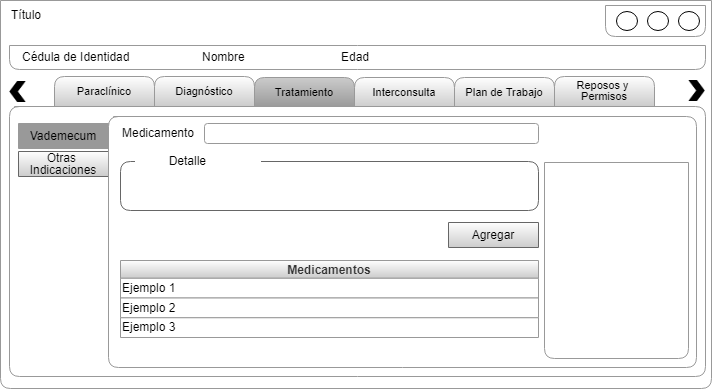 Título
Cédula de Identidad Nombre Edad
Paraclínico Diagnóstico Tratamiento Interconsulta Plan de Trabajo Reposos y
Permisos
Vademecum
Otras
Indicaciones
Medicamento
Detalle
Agregar
Medicamentos
Ejemplo 1
Ejemplo 2
Ejemplo 3